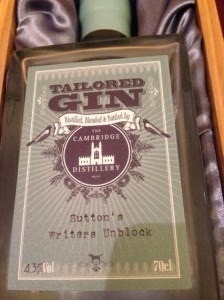 TAILORED
GIN
Distilled, Blended & Bottled by
THE
CAMBRIDGE
DISTILLERY
Sutton's
Writers Unblock
43%Vol
70cl